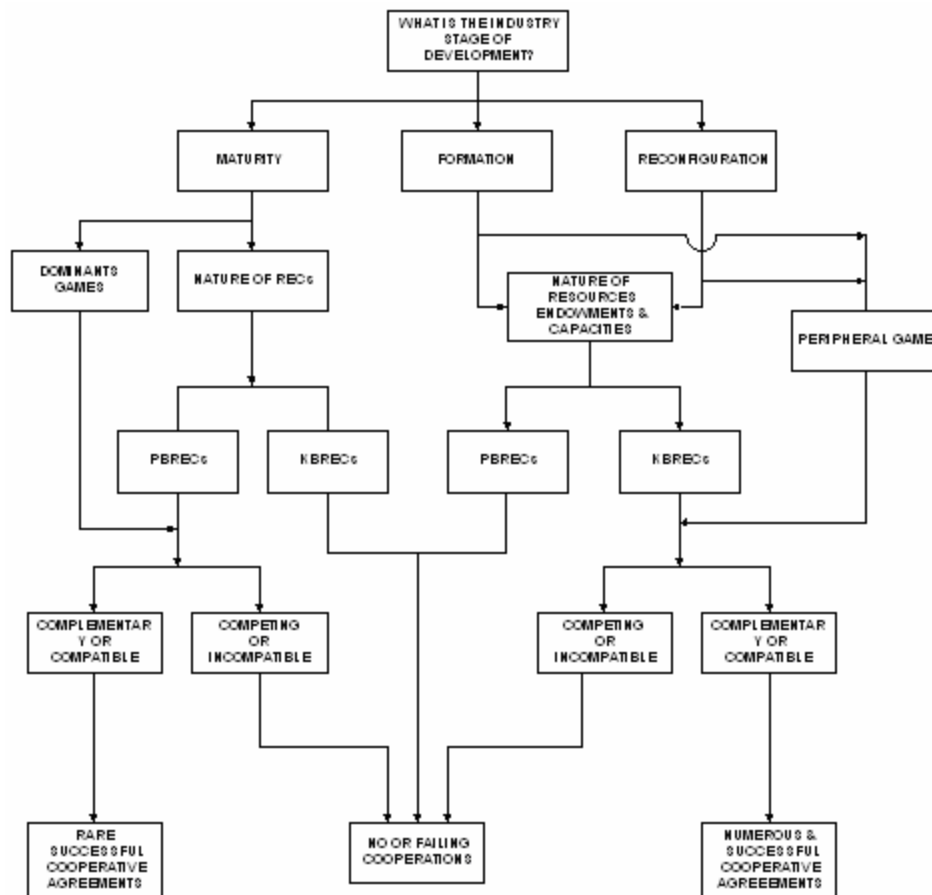 WHAT IS THE INDUSTRY
STAGE OF
DEVELOPMENT?
MATURITY
FORMATION
RECONFIGURATION
DOMINANTS
GAMES
NATURE OF RECs
NATURE OF
RESOURCES
ENDOWMENTS &
CAPACITIES
PERIPHERAL GAME
PBRECs
KBRECs
PBRECs
KBRECs
COMPLEMENTAR
Y OR
COMPATIBLE
COMPETING
OR
INCOMPATIBLE
COMPETING
OR
INCOMPATIBLE
COMPLEMENTAR
Y OR
COMPATIBLE
RARE
SUCCESSFUL
COOPERATIVE
AGREEMENTS
NO OR FAILING
COOPERATIONS
NUMEROUS &
SUCCESSFUL
COOPERATIVE
AGREEEMENTS